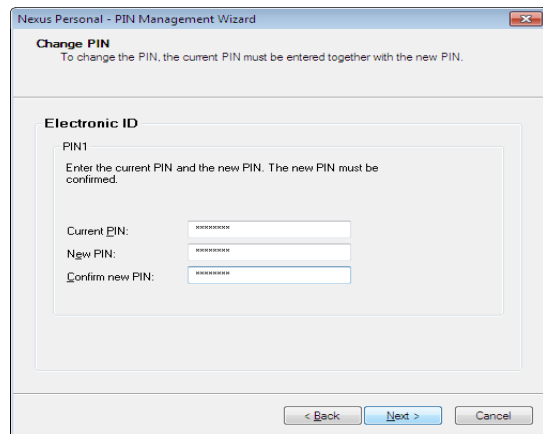 Nexus Personal - PIN Management Wizard
Change PIN
To change the PIN, the current PIN must be entered together with the new PIN.
Electronic ID
PIN1
Enter the current PIN and the new PIN. The new PIN must be
confirmed.
Current PIN: ********
New PIN: ********
Confirm new PIN: ********
< Back Next > Cancel